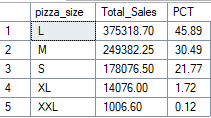 pizza_size Total_Sales PCT
1 L 375318.70 45.89
2 M 249382.25 30.49
3 S 178076.50 21.77
4 XL 14076.00 1.72
5 XXL 1006.60 0.12